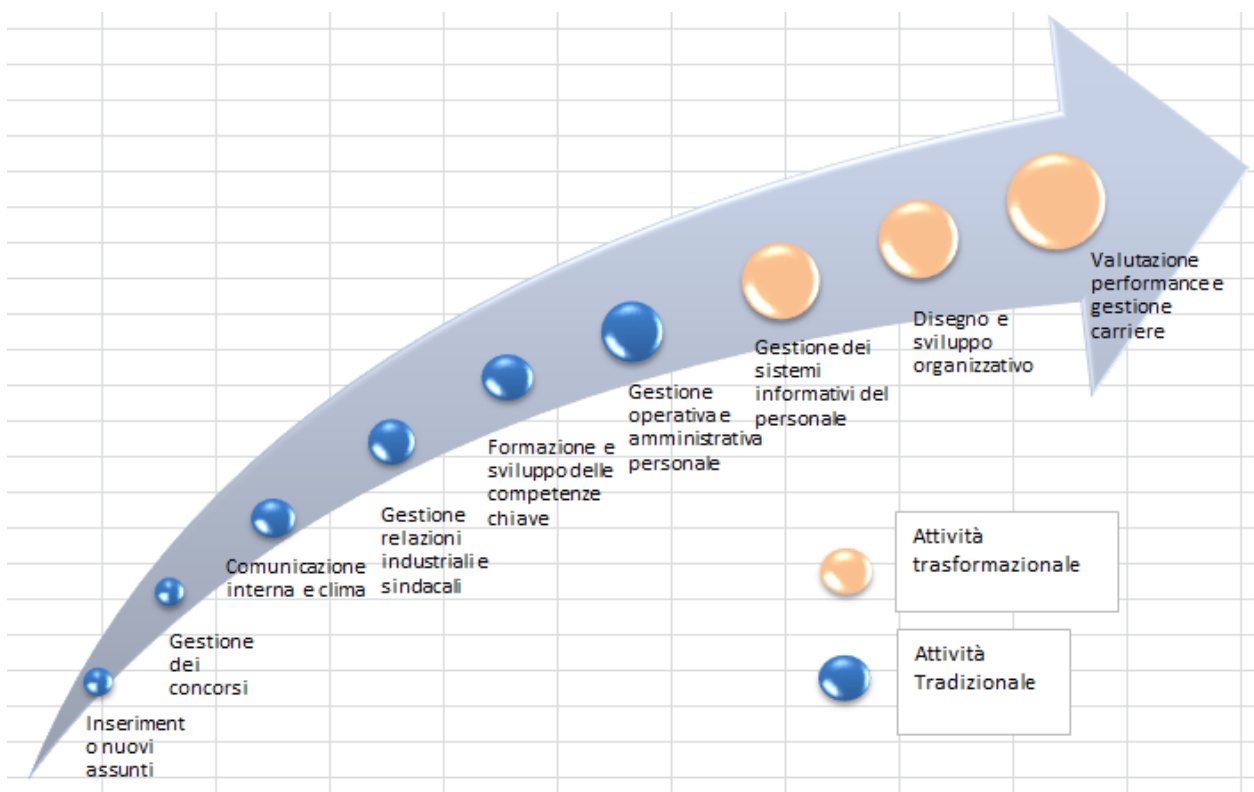 Valutazione
performance e
gestione
carriere
Disegno e
sviluppo
organizzativo
Gestione dei
sistemi
informativi del
personale
Gestione
operativa e
amministrativa
personale
Formazione e
sviluppo delle
competenze
chiave
Gestione
relazioni
industriali e
sindacali
Comunicazione
interna e clima
Gestione
dei
concorsi
Inseriment
o nuovi
assunti
Attività
trasformazionale
Attività
Tradizionale